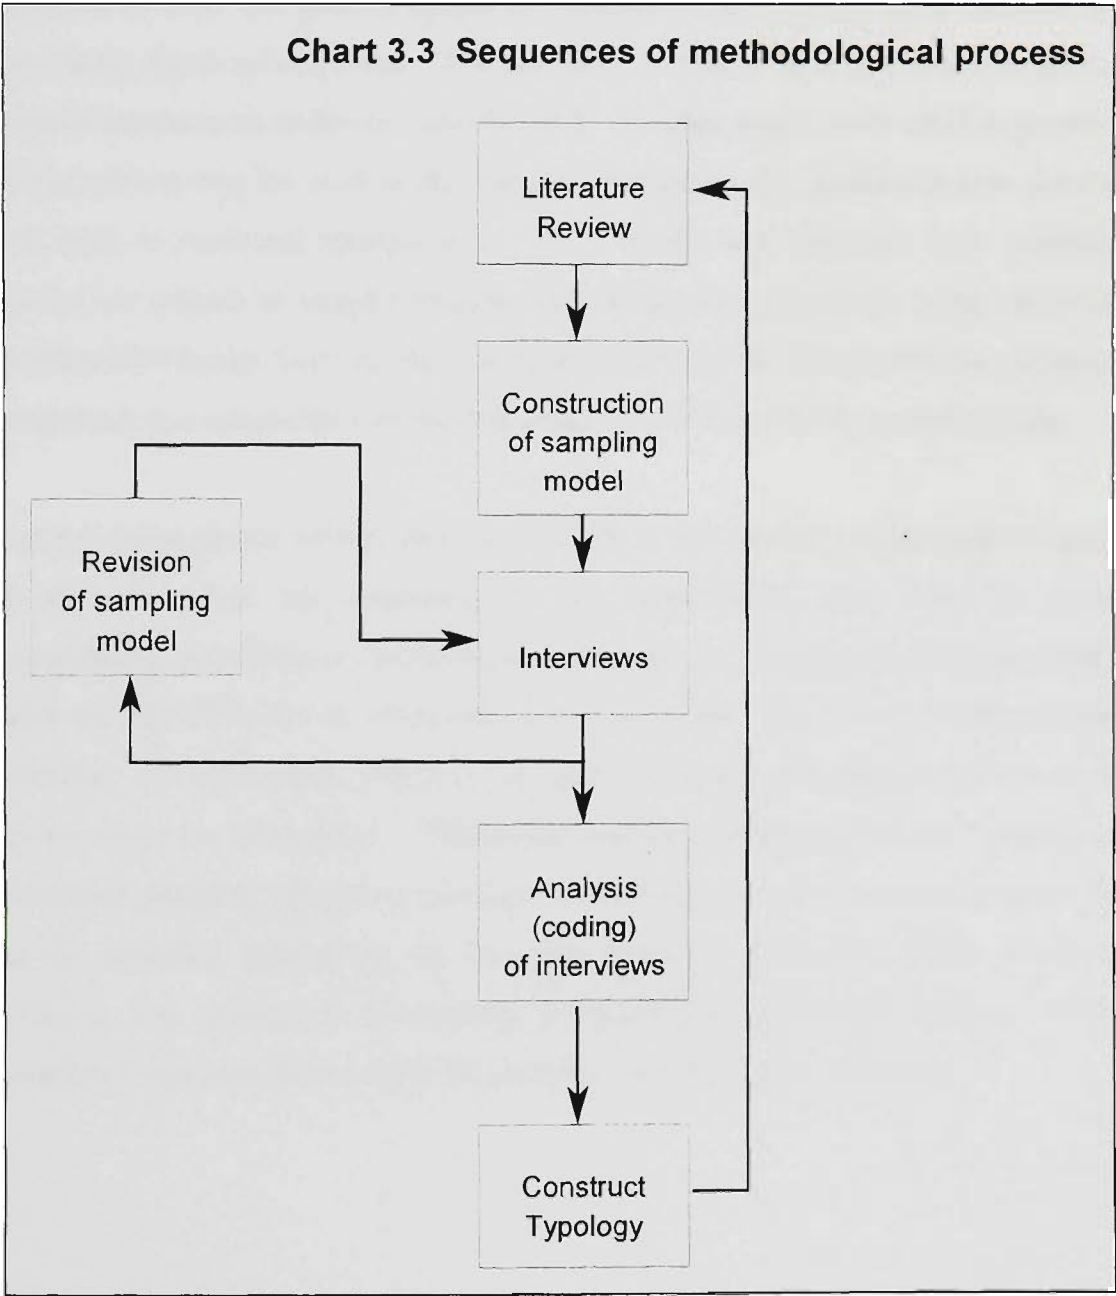 Chart 3.3 Sequences of methodological process
Literature
Review
Construction
of sampling
model
Revision
of sampling
model
Interviews
Analysis
(coding)
of interviews
Construct
Typology